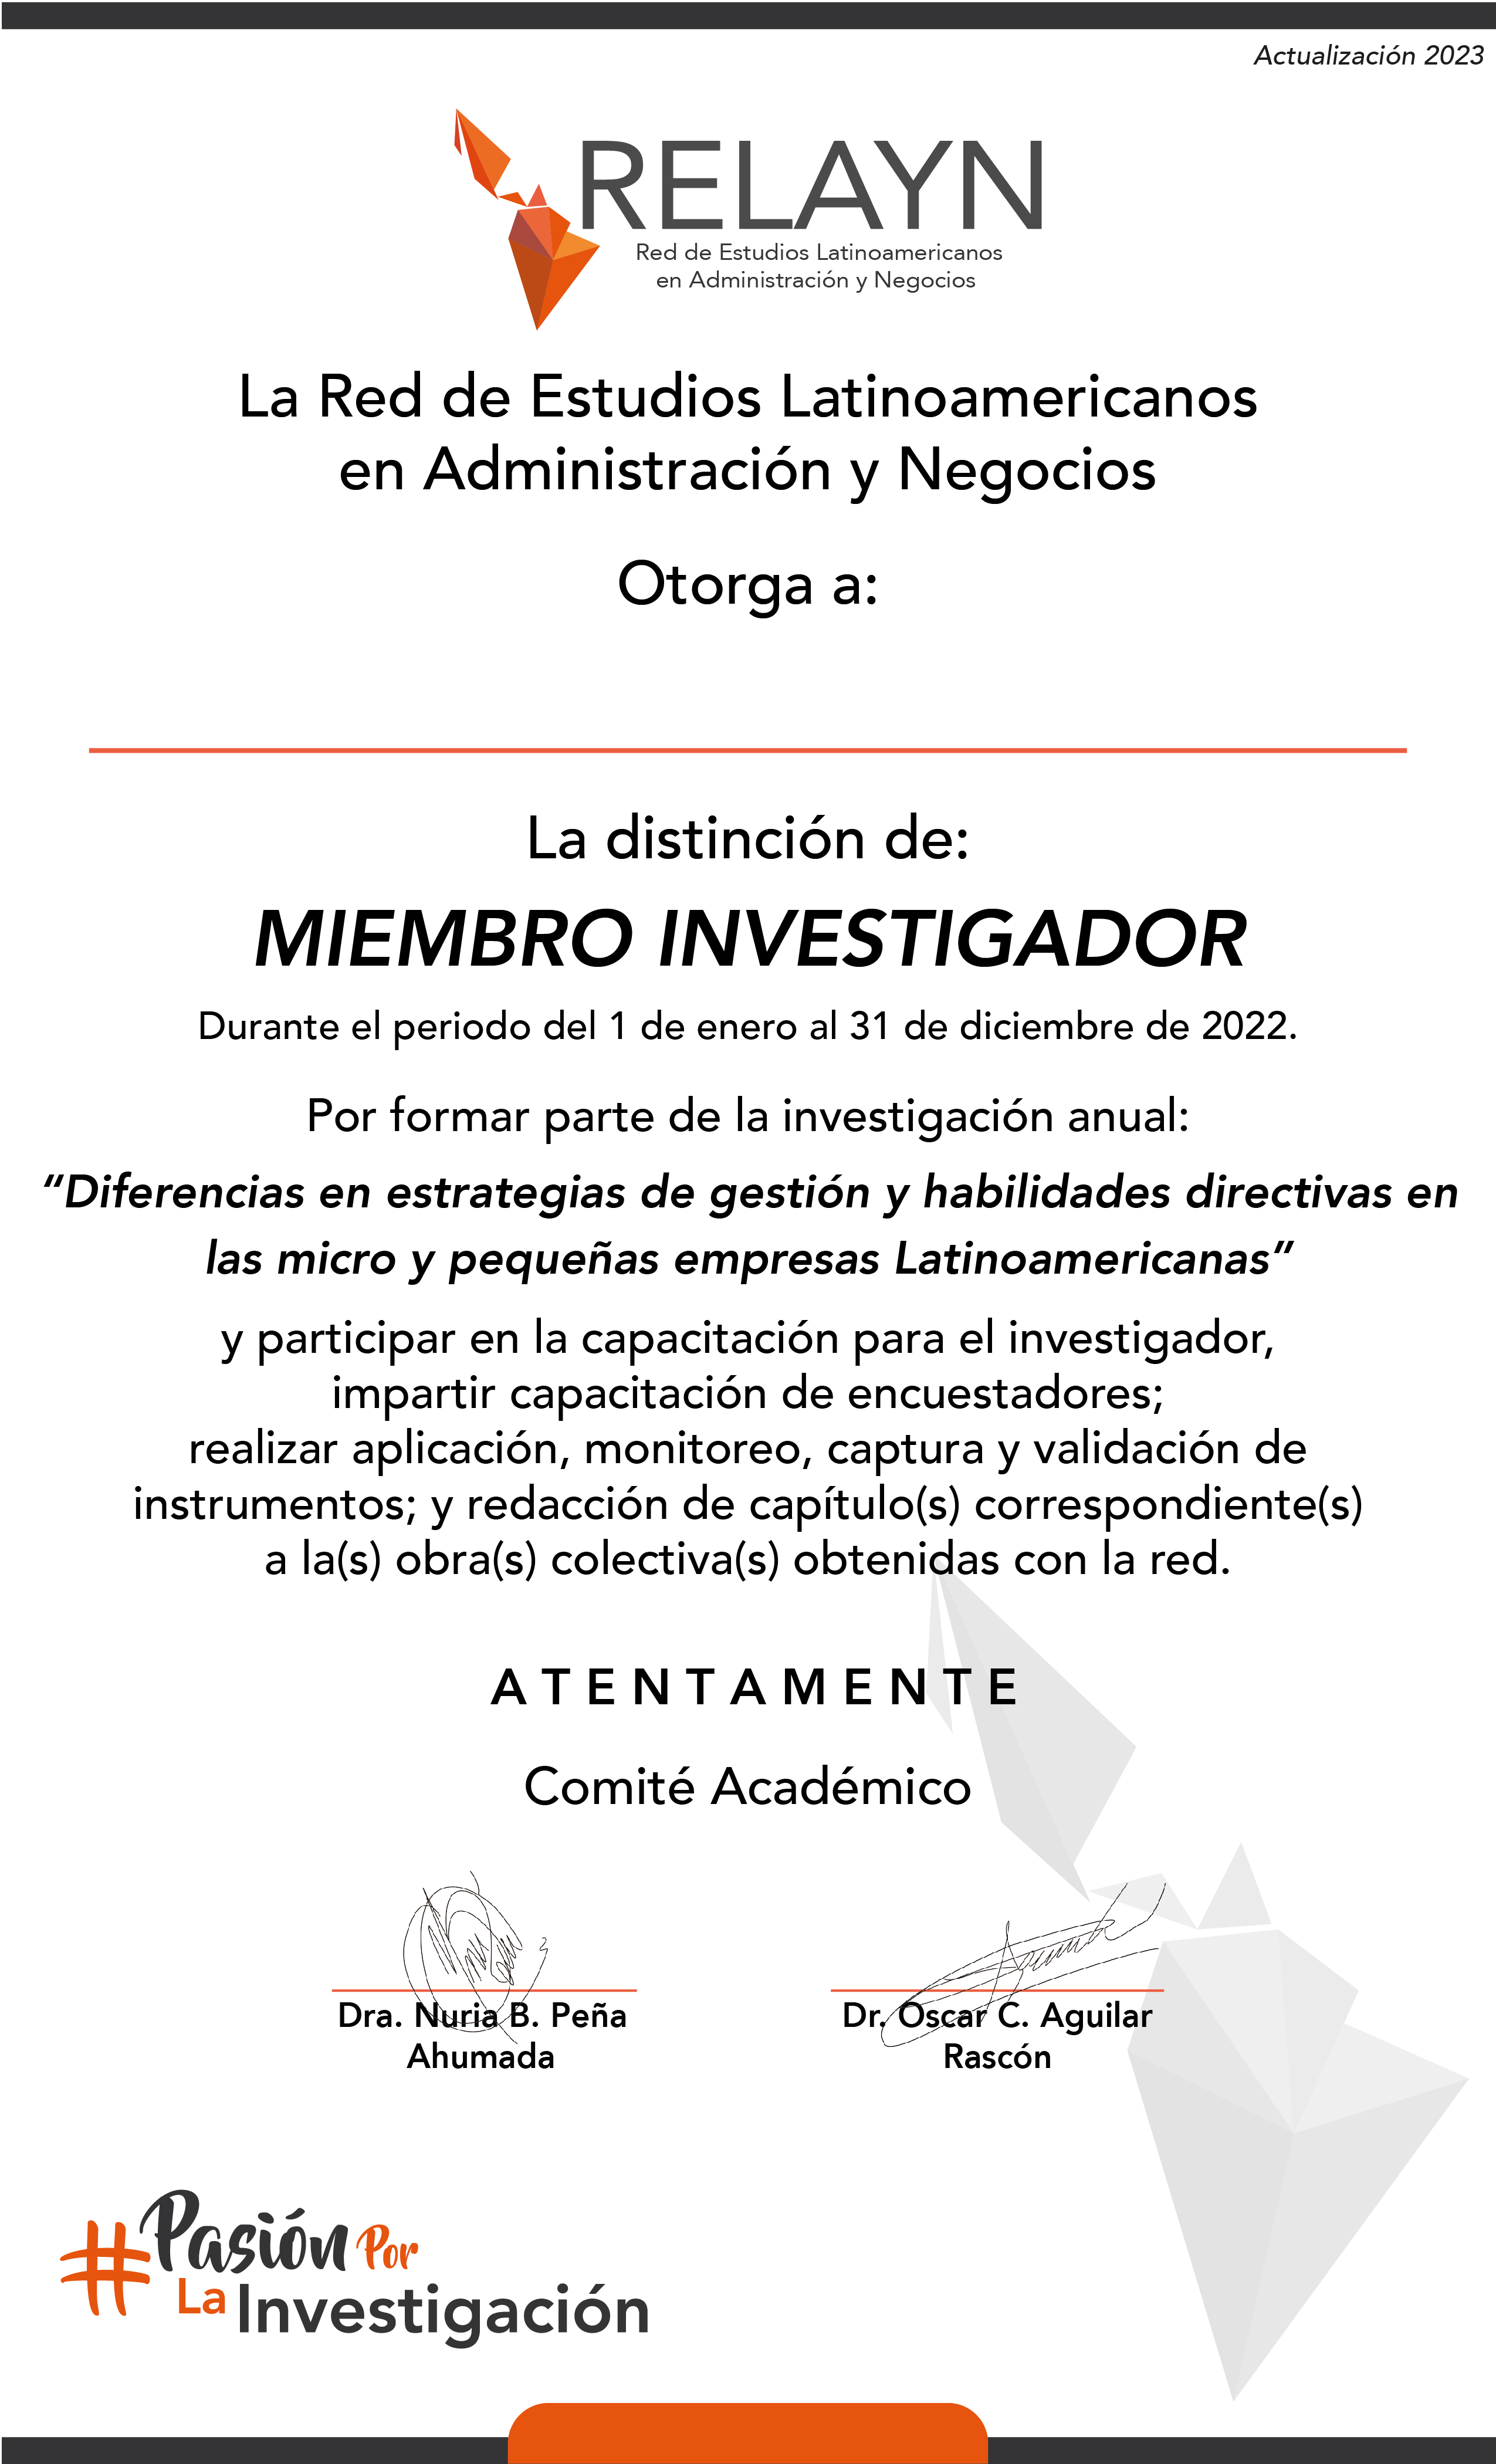 Actualización 2023
RELAYN
Red de Estudios Latinoamericanos
en Administración y Negocios
La Red de Estudios Latinoamericanos
en Administración y Negocios
Otorga a:
La distinción de:
MIEMBRO INVESTIGADOR
Durante el periodo del 1 de enero al 31 de diciembre de 2022.
Por formar parte de la investigación anual:
“Diferencias en estrategias de gestión y habilidades directivas en
las micro y pequeñas empresas Latinoamericanas”
y participar en la capacitación para el investigador,
impartir capacitación de encuestadores;
realizar aplicación, monitoreo, captura y validación de
instrumentos; y redacción de capítulo(s) correspondiente(s)
a la(s) obra(s) colectiva(s) obtenidas con la red.
ATENTAMENTE
Comité Académico
Dra. Nuria B. Peña
Ahumada
Dr. Oscar C. Aguilar
Rascón
#Pasión Por
La Investigación